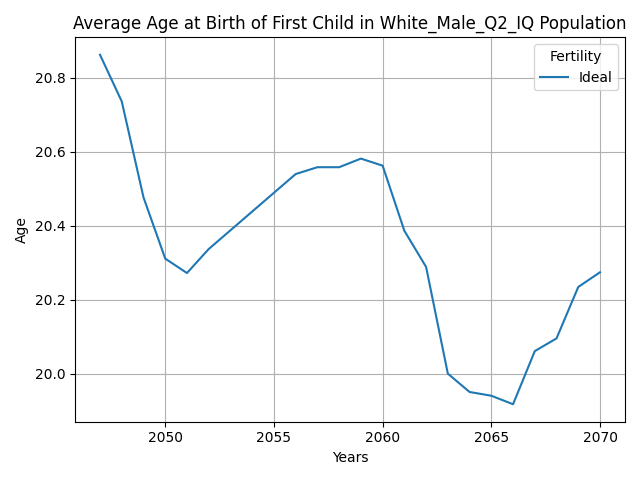 Average Age at Birth of First Child in White_Male_Q2_IQ Population
Fertility
Ideal
20.8
20.6
20.4
20.2
20.0
Age
2050
2055
2060
2065
2070
Years